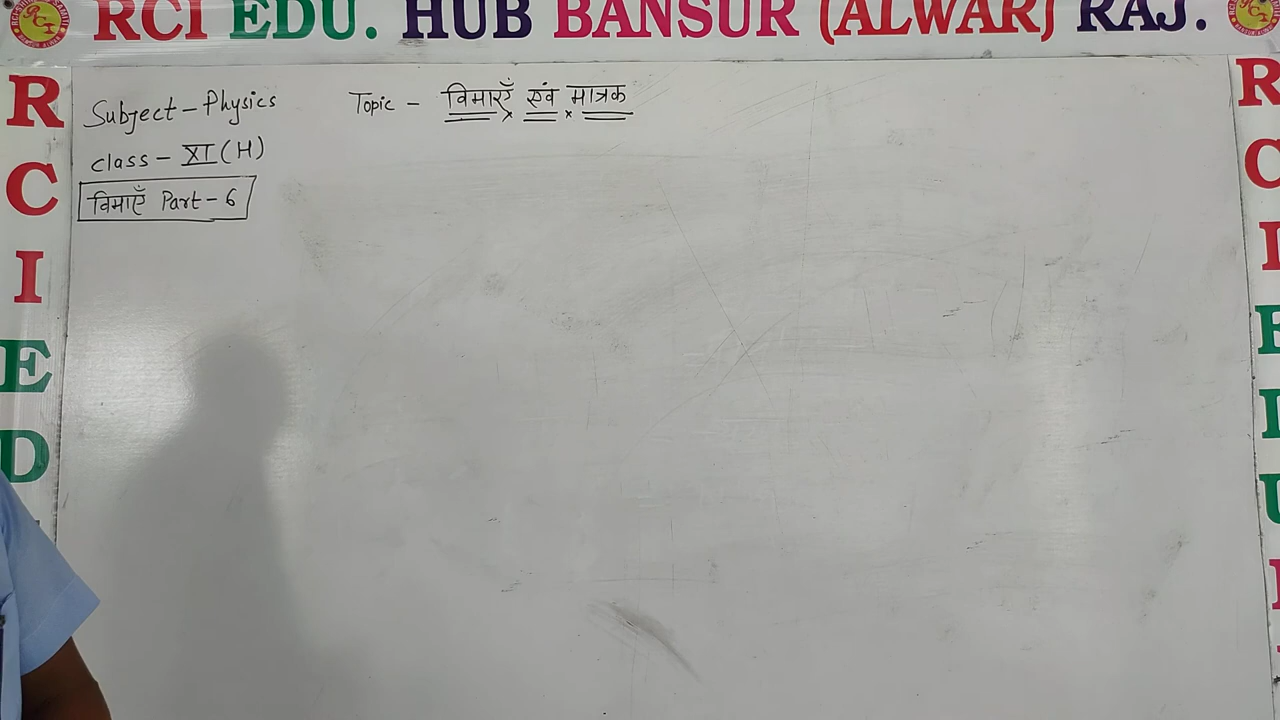 RCI EDU. HUB BANSUR (ALWAR) RAJ.
Subject - Physics
Topic - विमाएँ एवं मात्रक
class - XI (H)
विमाएँ Part - 6
R
C
I
E
D
R
C
I
E
D
U